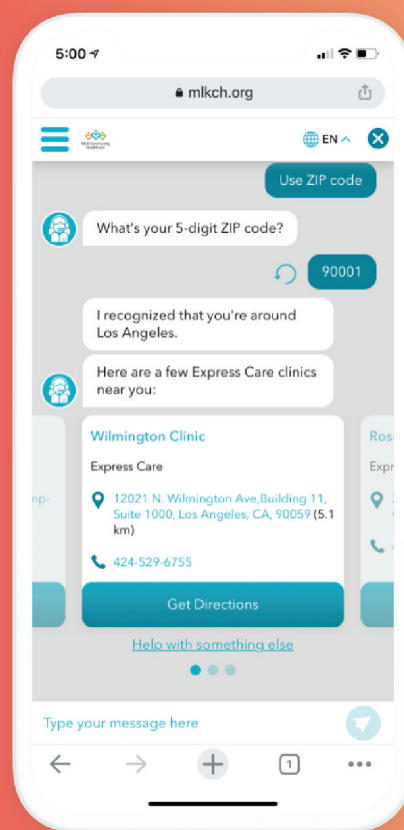 5:00
mlkch.org
EN
Use ZIP code
What's your 5-digit ZIP code?
90001
I recognized that you're around
Los Angeles.
Here are a few Express Care clinics
near you:
Wilmington Clinic
Express Care
12021 N. Wilmington Ave,Building 11,
Suite 1000, Los Angeles, CA, 90059 (5.1
km)
424-529-6755
Get Directions
Ros
Expr
mp-
Help with something else
Type your message here
1